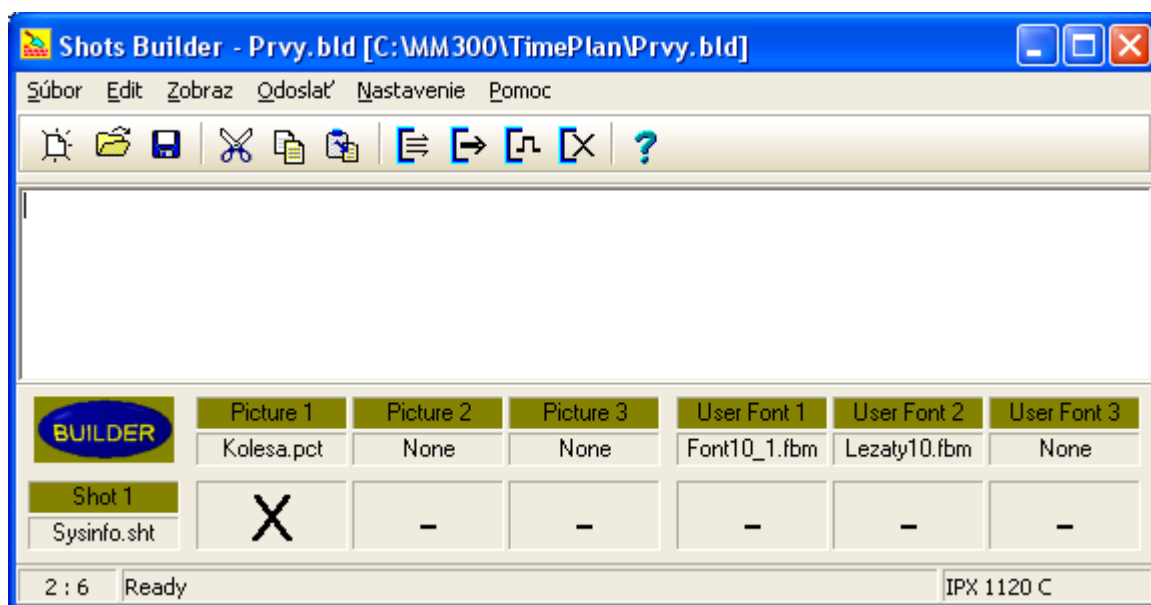 Shots Builder - Prvy.bld [C:\MM300\TimePlan\Prvy.bld]
Súbor Edit Zobraz Odoslať Nastavenie Pomoc
BUILDER Picture 1 Picture 2 Picture 3 User Font 1 User Font 2 User Font 3
Kolesa.pct None None Font10_1.fbm Lezaty10.fbm None
Shot 1
Sysinfo.sht X - - - - -
2 : 6 Ready IPX 1120 C